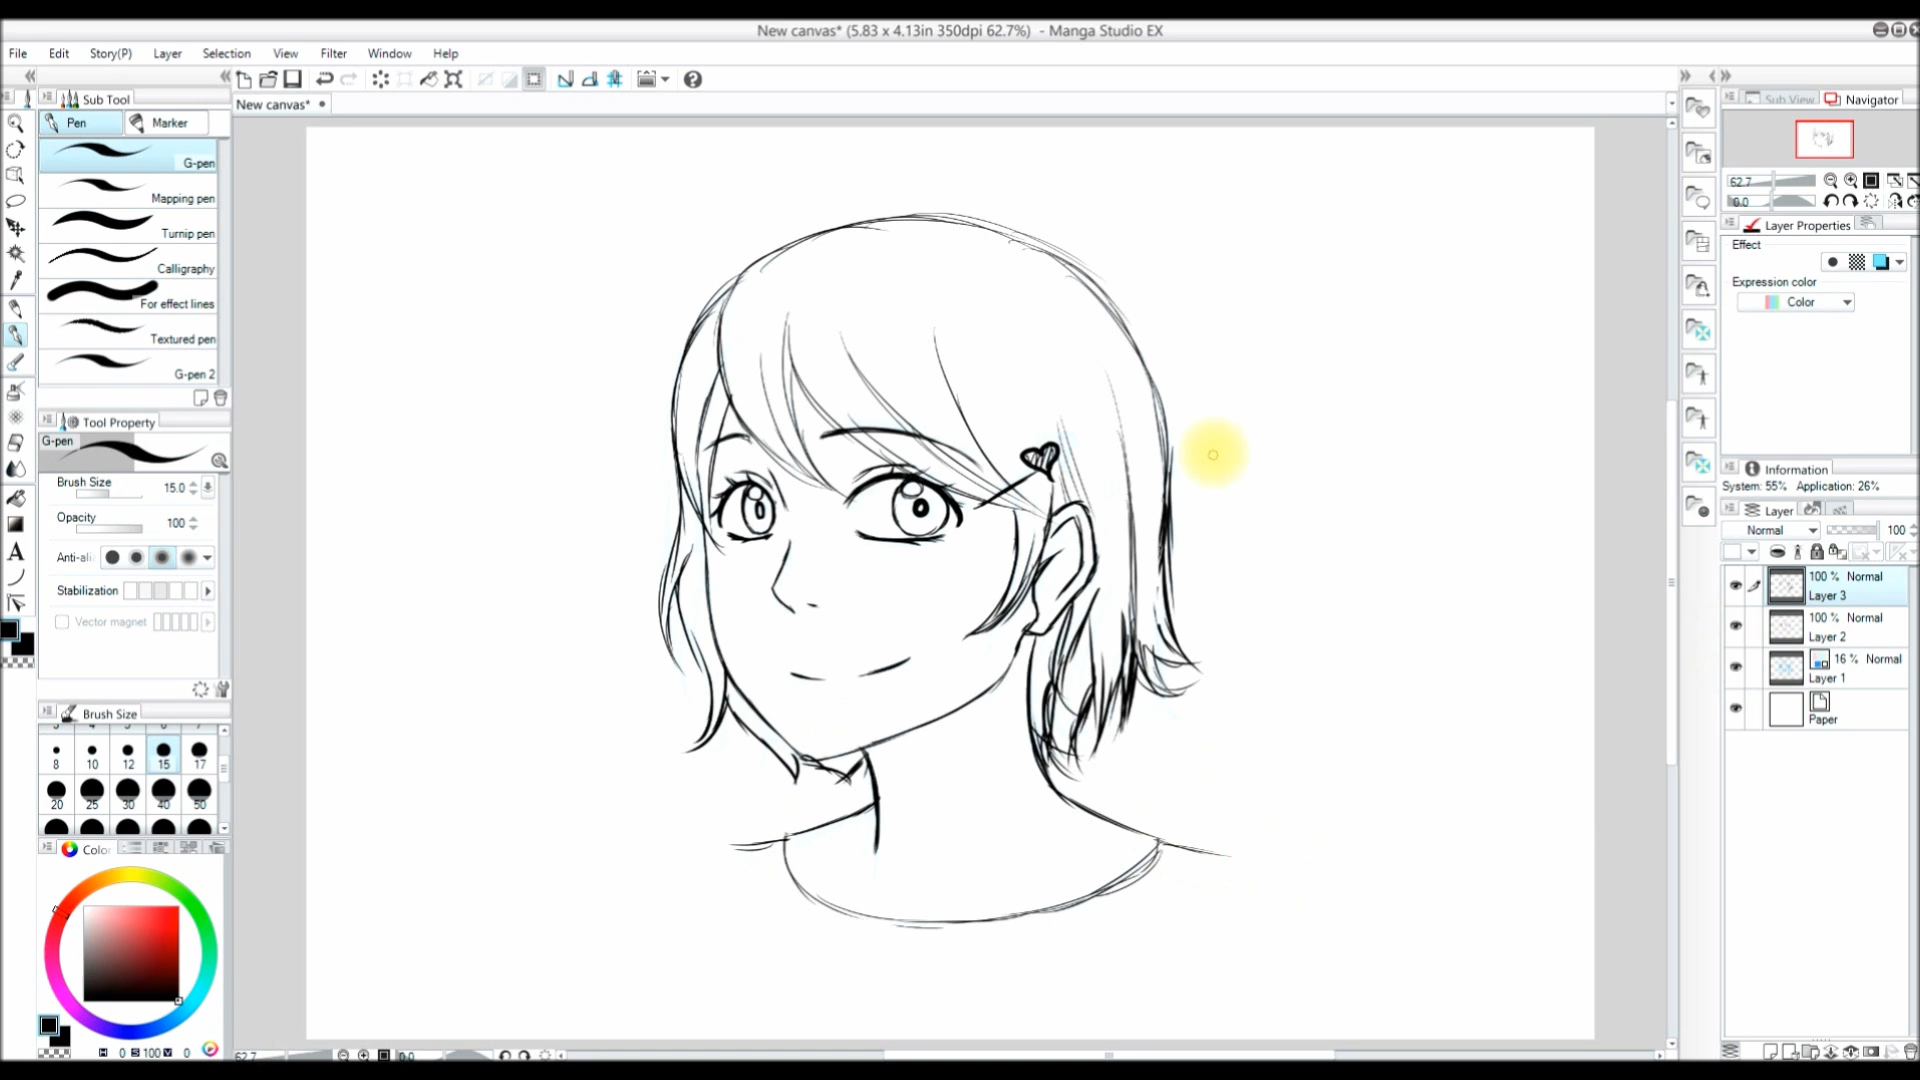 New canvas* (5.83 x 4.13in 350dpi 62.7%) - Manga Studio EX
File Edit Story(P) Layer Selection View Filter Window Help
Sub Tool
New canvas*
Sub View Navigator
Pen Marker
G-pen
Mapping pen
Turnip pen
Calligraphy
For effect lines
Textured pen
G-pen 2
62.7
0.0
Layer Properties
Effect
Expression color
Color
Tool Property
G-pen
Brush Size 15.0
Opacity 100
Anti-ali
Stabilization
Vector magnet
Information
System: 55% Application: 26%
Layer
Normal 100
100 % Normal
Layer 3
100 % Normal
Layer 2
16 % Normal
Layer 1
Paper
Brush Size
8 10 12 15 17
20 25 30 40 50
Colo
H 0 S 100 V 0
62.7 0.0